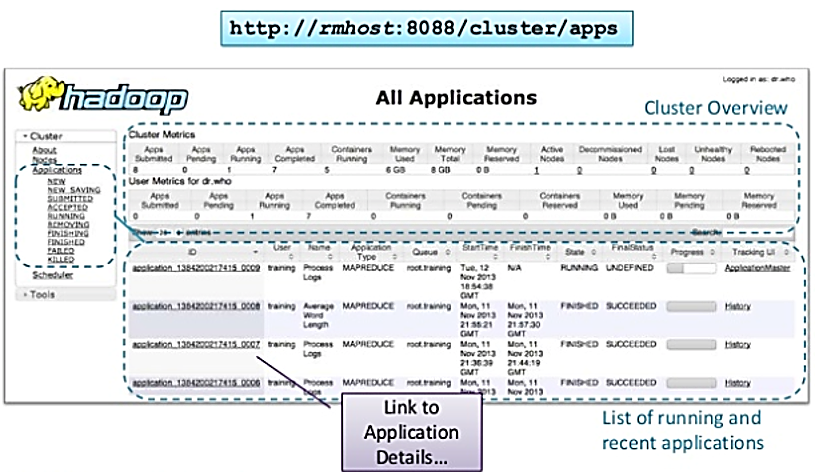 http://rmhost:8088/cluster/apps
Logged in as: dr.who
hadoop
All Applications
Cluster Overview
Cluster
About
Nodes
Applications
NEW
NEW_SAVING
SUBMITTED
ACCEPTED
RUNNING
REMOVING
FINISHING
FINISHED
FAILED
KILLED
Scheduler
Tools
Cluster Metrics
Apps Submitted Apps Pending Apps Running Apps Completed Containers Running Memory Used Memory Total Memory Reserved Active Nodes Decommissioned Nodes Lost Nodes Unhealthy Nodes Rebooted Nodes
8 0 1 7 5 6 GB 8 GB 0 B 1 0 0 0 0
User Metrics for dr.who
Apps Submitted Apps Pending Apps Running Apps Completed Containers Running Containers Pending Containers Reserved Memory Used Memory Pending Memory Reserved
0 0 1 7 0 0 0 0 B 0 B 0 B
Show 20 entries Search:
ID User Name Application Type Queue StartTime FinishTime State FinalStatus Progress Tracking UI
application_1384200217415_0009 training Process Logs MAPREDUCE root.training Tue, 12 Nov 2013 18:54:38 GMT N/A RUNNING UNDEFINED ApplicationMaster
application_1384200217415_0008 training Average Word Length MAPREDUCE root.training Mon, 11 Nov 2013 21:55:21 GMT Mon, 11 Nov 2013 21:57:30 GMT FINISHED SUCCEEDED History
application_1384200217415_0007 training Process Logs MAPREDUCE root.training Mon, 11 Nov 2013 21:36:39 GMT Mon, 11 Nov 2013 21:44:19 GMT FINISHED SUCCEEDED History
application_1384200217415_0006 training Process Logs MAPREDUCE root.training Mon, 11 Nov 2013 Mon, 11 Nov 2013 FINISHED SUCCEEDED History
Link to
Application
Details...
List of running and
recent applications